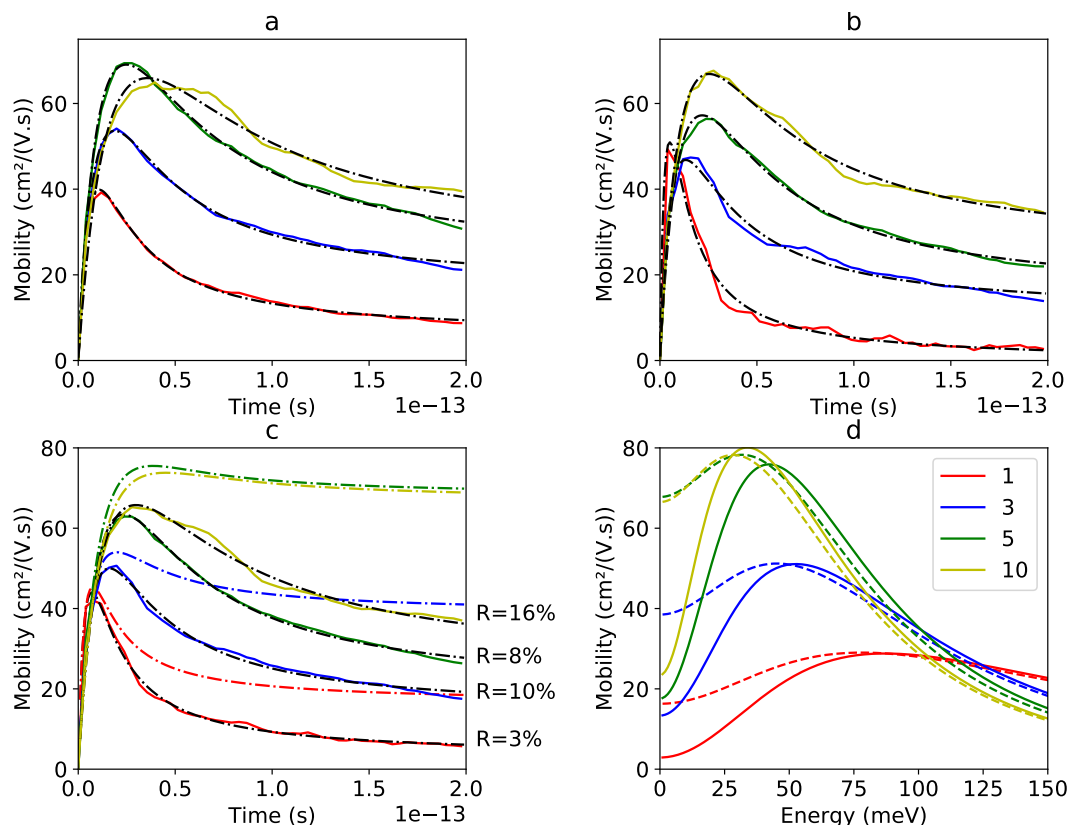 a
Mobility (cm²/(V.s))
60
40
20
0
0.0 0.5 1.0 1.5 2.0
Time (s)
1e−13
b
Mobility (cm²/(V.s))
60
40
20
0
0.0 0.5 1.0 1.5 2.0
Time (s)
1e−13
c
Mobility (cm²/(V.s))
80
60
40
20
0
R=16%
R=8%
R=10%
R=3%
0.0 0.5 1.0 1.5 2.0
Time (s)
1e−13
d
Mobility (cm²/(V.s))
80
60
40
20
0
1
3
5
10
0 25 50 75 100 125 150
Energy (meV)